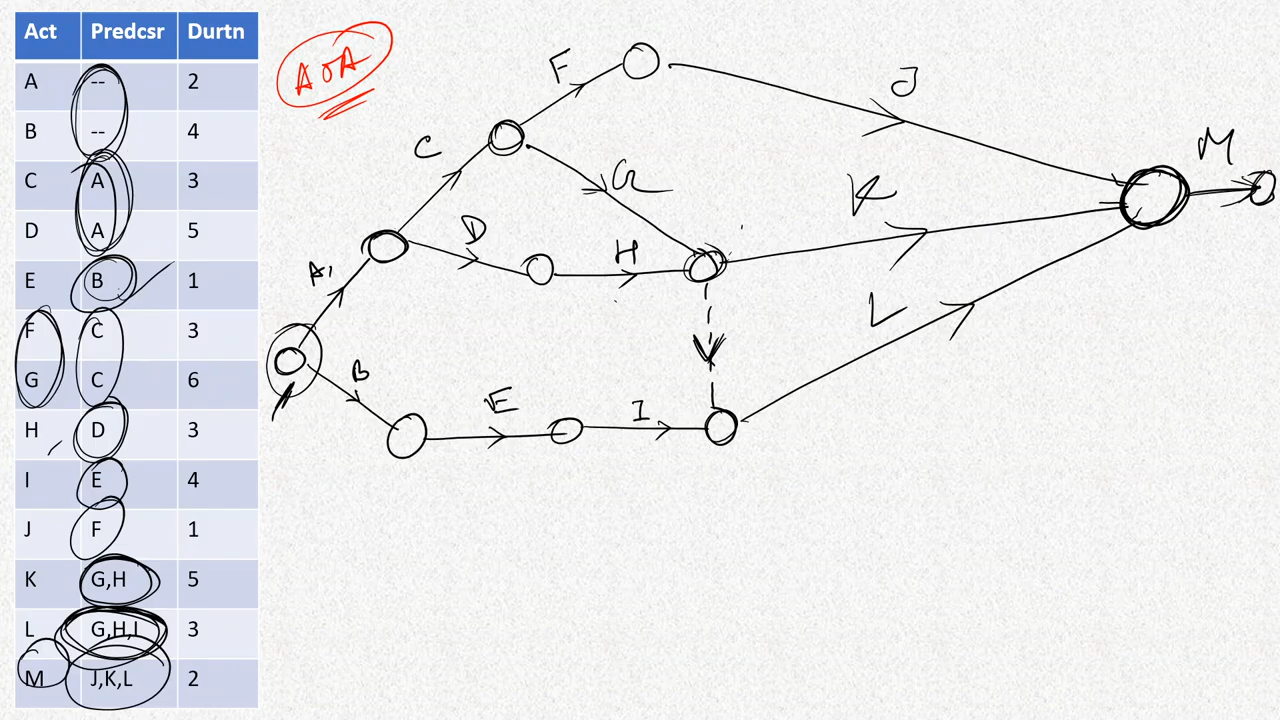 Act Predcsr Durtn
A -- 2
B -- 4
C A 3
D A 5
E B 1
F C 3
G C 6
H D 3
I E 4
J F 1
K G,H 5
L G,H,I 3
M J,K,L 2
AOA
F
J
C
G
M
K
D
H
A
L
B
E
I